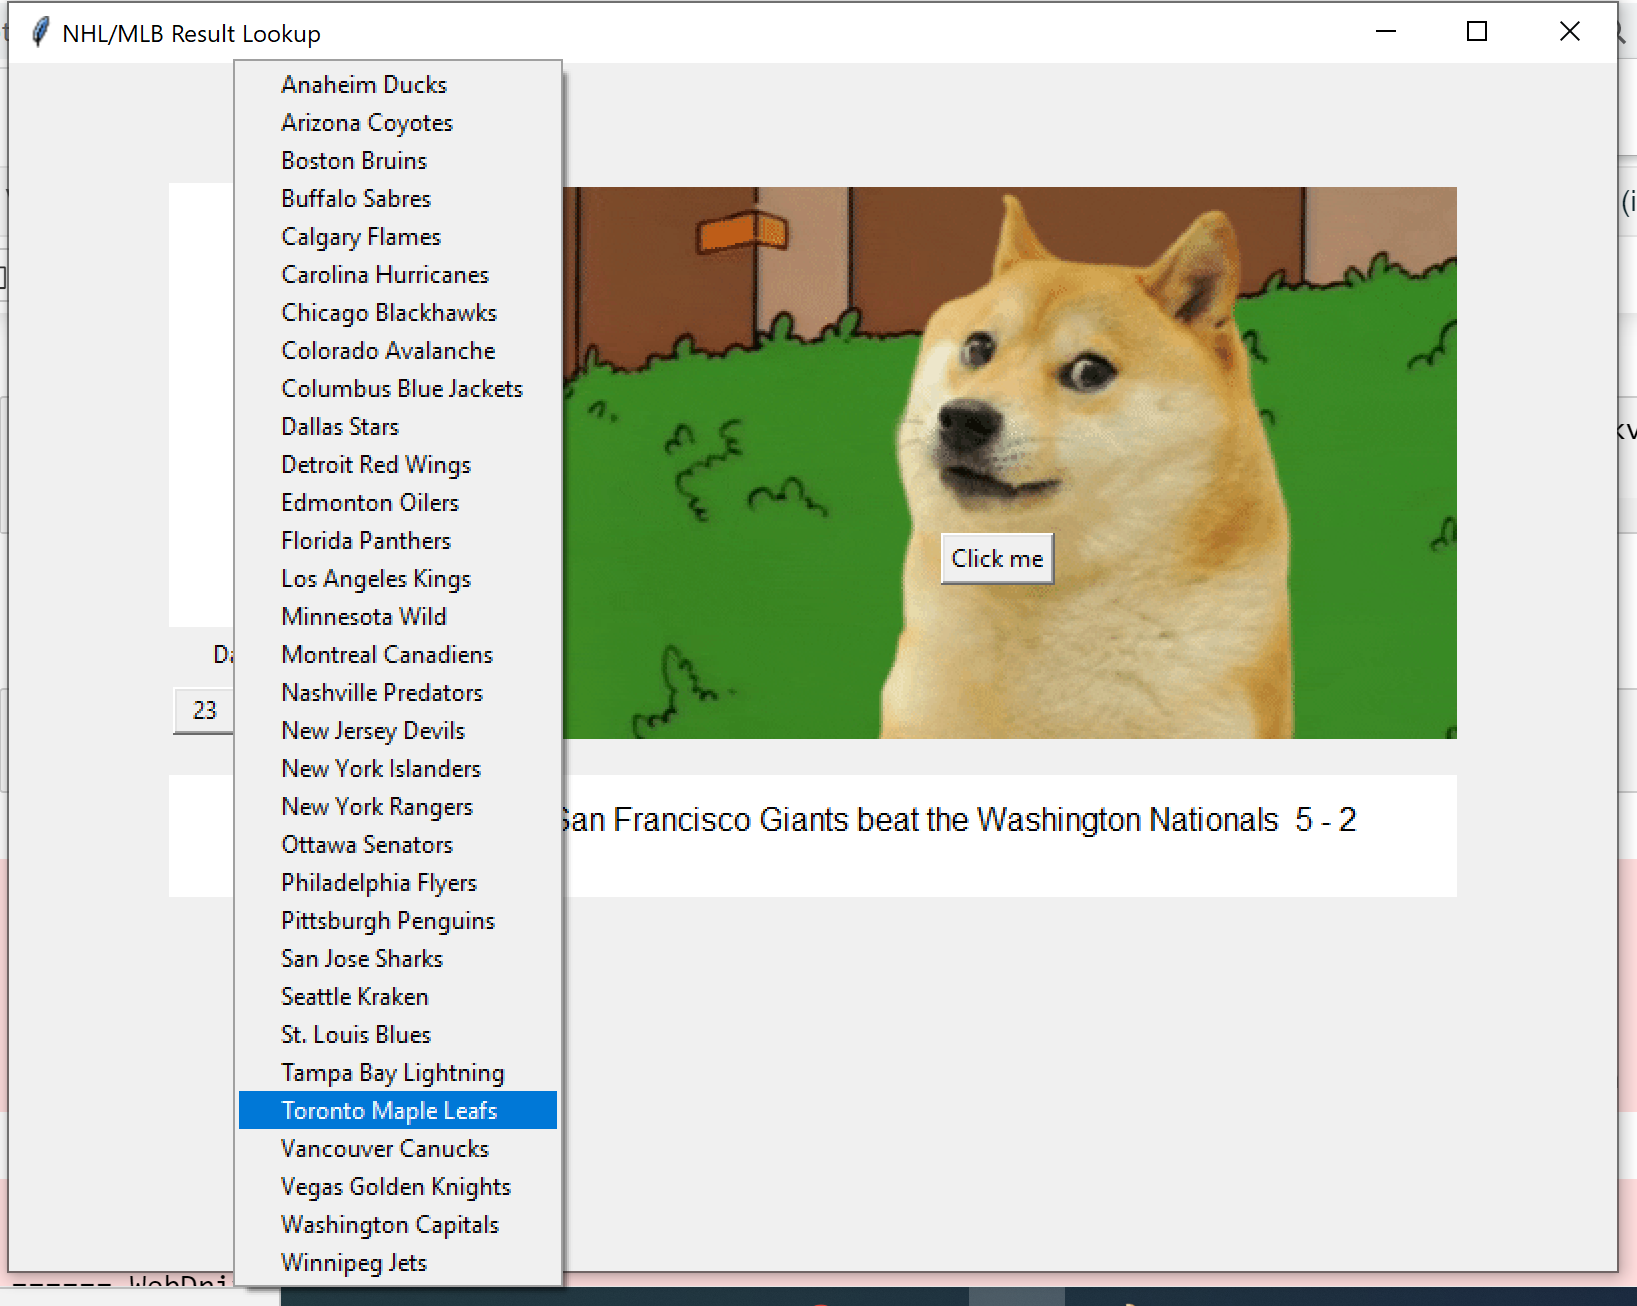 NHL/MLB Result Lookup
Anaheim Ducks
Arizona Coyotes
Boston Bruins
Buffalo Sabres
Calgary Flames
Carolina Hurricanes
Chicago Blackhawks
Colorado Avalanche
Columbus Blue Jackets
Dallas Stars
Detroit Red Wings
Edmonton Oilers
Florida Panthers
Los Angeles Kings
Minnesota Wild
Montreal Canadiens
Nashville Predators
New Jersey Devils
New York Islanders
New York Rangers
Ottawa Senators
Philadelphia Flyers
Pittsburgh Penguins
San Jose Sharks
Seattle Kraken
St. Louis Blues
Tampa Bay Lightning
Toronto Maple Leafs
Vancouver Canucks
Vegas Golden Knights
Washington Capitals
Winnipeg Jets
Click me
23
San Francisco Giants beat the Washington Nationals 5 - 2